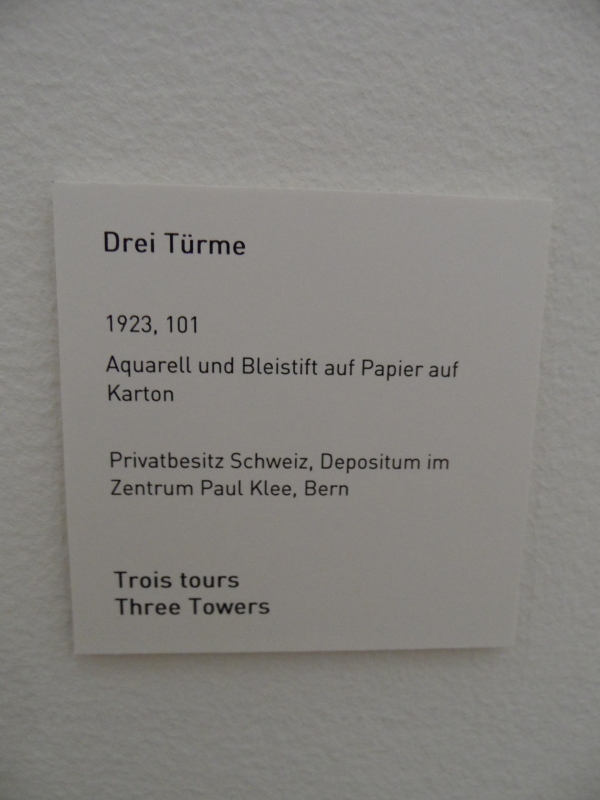 Drei Türme
1923, 101
Aquarell und Bleistift auf Papier auf
Karton
Privatbesitz Schweiz, Depositum im
Zentrum Paul Klee, Bern
Trois tours
Three Towers